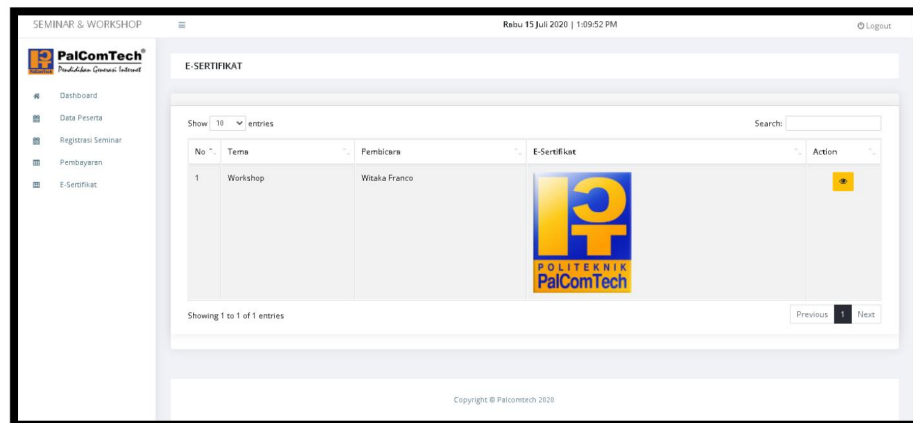 SEMINAR & WORKSHOP
Rabu 15 Juli 2020 | 1:09:52 PM
Logout
PalComTech®
Pendidikan Generasi Internet
PalComTech
E-SERTIFIKAT
Dashboard
Data Peserta
Registrasi Seminar
Pembayaran
E-Sertifikat
Show 10 entries
Search:
No Tema Pembicara E-Sertifikat Action
1 Workshop Witaka Franco
POLITEKNIK
PalComTech
Showing 1 to 1 of 1 entries
Previous 1 Next
Copyright © Palcomtech 2020